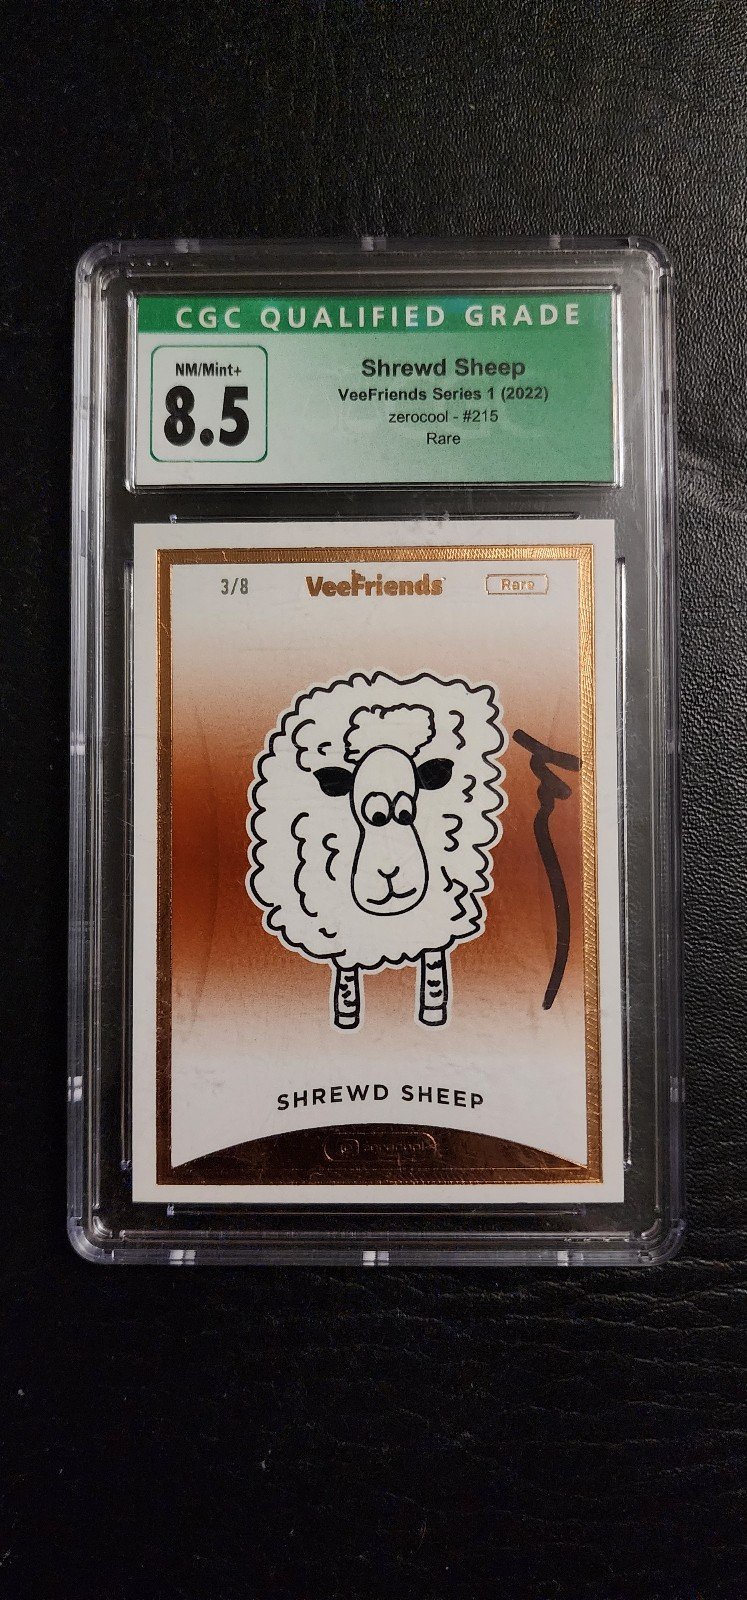 CGC QUALIFIED GRADE
NM/Mint+
8.5
Shrewd Sheep
VeeFriends Series 1 (2022)
zerocool - #215
Rare
3/8
VeeFriends
Rare
SHREWD SHEEP